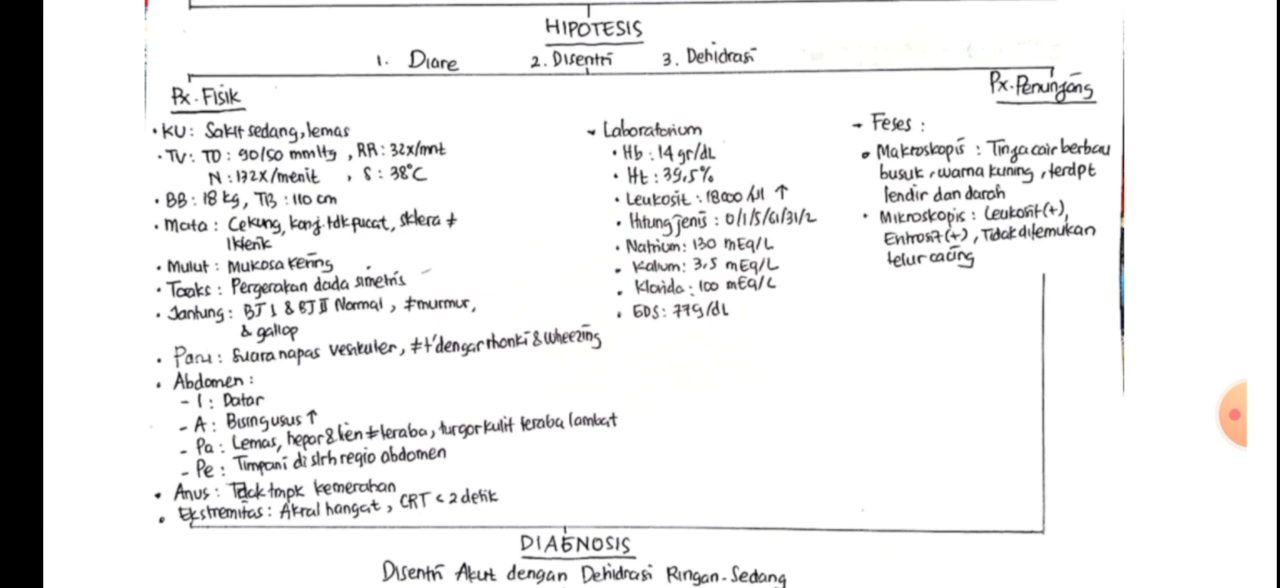 HIPOTESIS
1. Diare 2. Disentri 3. Dehidrasi
Px. Fisik
• KU : Sakit sedang, lemas
• TV : TD : 90/50 mmHg , RR : 32x/mnt
N : 132x/menit , S : 38°C
• BB : 18 kg, TB : 110 cm
• Mata : Cekung, konj. tdk pucat, sklera ≠
Ikterik
• Mulut : Mukosa kering
• Toraks : Pergerakan dada simetris
• Jantung : BJ I & BJ II Normal , ≠ murmur,
& gallop
• Paru : Suara napas vesikuler, ≠ t'dengar rhonki & wheezing
• Abdomen :
- I : Datar
- A : Bising usus ↑
- Pa : Lemas, hepar & lien ≠ teraba, turgor kulit teraba lambat
- Pe : Timpani di slrh regio abdomen
• Anus : Tdck tmpk kemerahan
• Ekstremitas : Akral hangat , CRT < 2 detik
Px. Penunjang
- Laboratorium
• Hb : 14 gr/dL
• Ht : 39,5 %
• Leukosit : 18000 /ul ↑
• Hitung jenis : 0/1/5/61/31/2
• Natrium : 130 mEq/L
• Kalium : 3,5 mEq/L
• Klorida : 100 mEq/L
• GDS : 77 g/dL
- Feses :
• Makroskopis : Tinja cair berbau
busuk , warna kuning , terdpt
lendir dan darah
• Mikroskopis : Leukosit (+),
Eritrosit (+) , Tidak ditemukan
telur cacing
DIAGNOSIS
Disentri Akut dengan Dehidrasi Ringan - Sedang